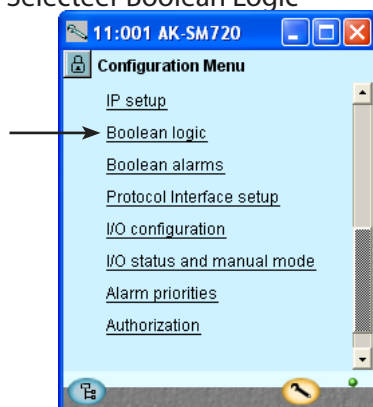 Selecteer Boolean Logic
11:001 AK-SM720
Configuration Menu
IP setup
Boolean logic
Boolean alarms
Protocol Interface setup
I/O configuration
I/O status and manual mode
Alarm priorities
Authorization